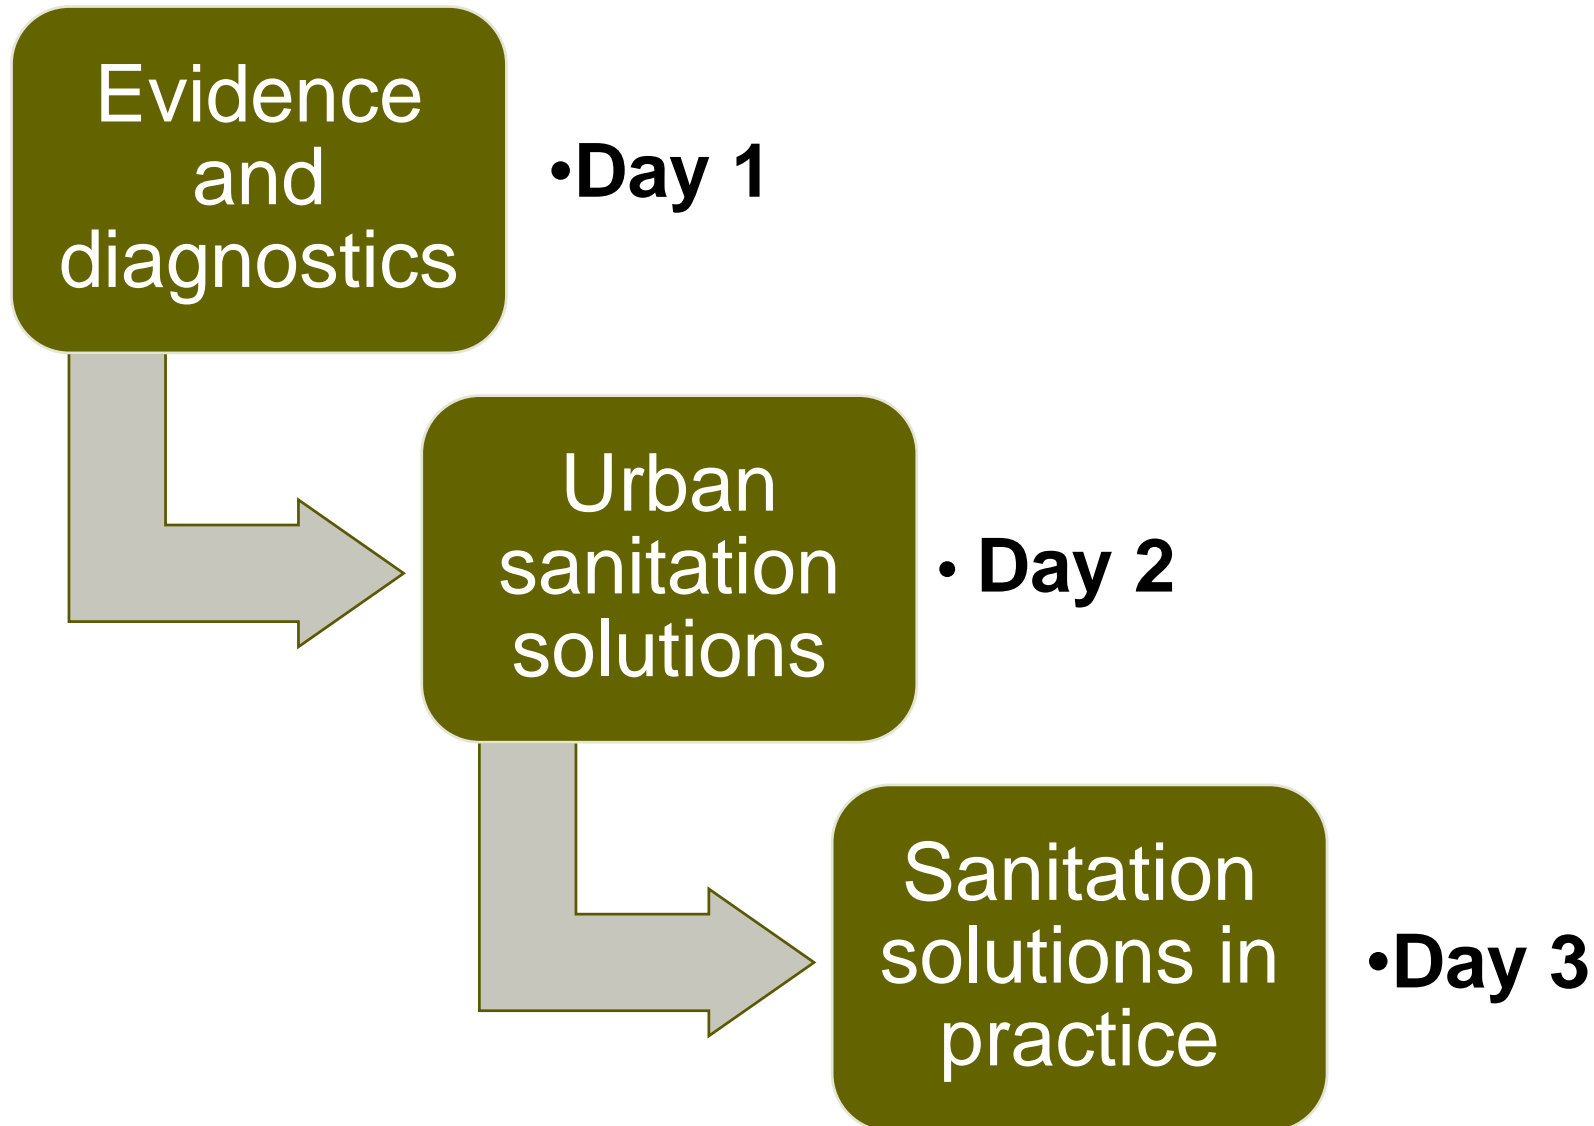 Evidence
and
diagnostics
•Day 1
Urban
sanitation
solutions
• Day 2
Sanitation
solutions in
practice
•Day 3